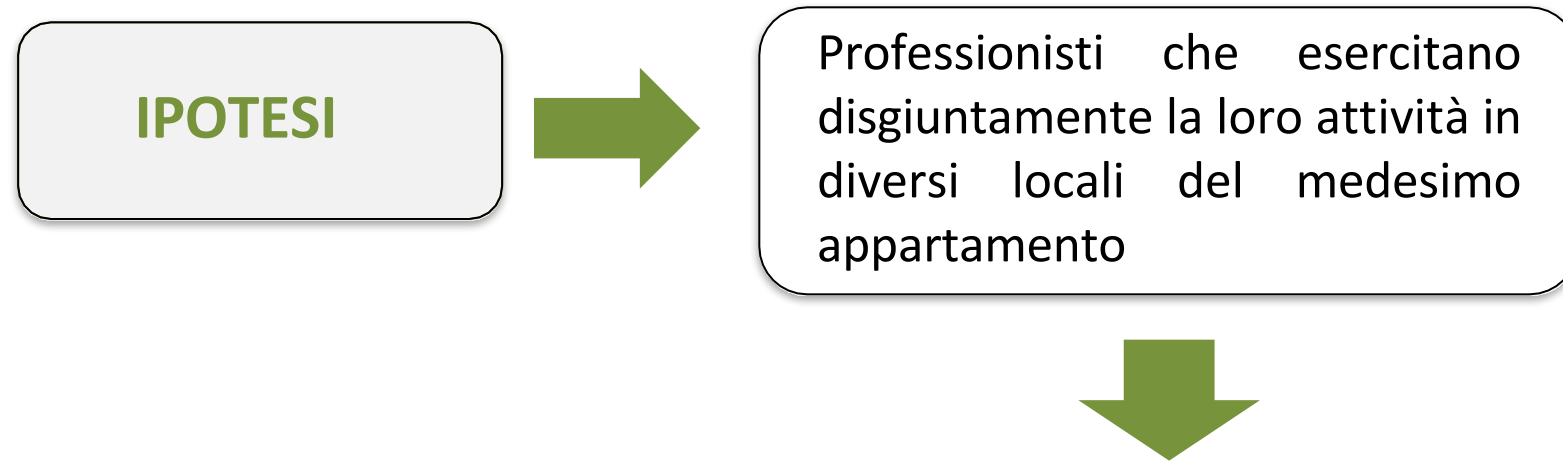 IPOTESI
Professionisti che esercitano
disgiuntamente la loro attività in
diversi locali del medesimo
appartamento